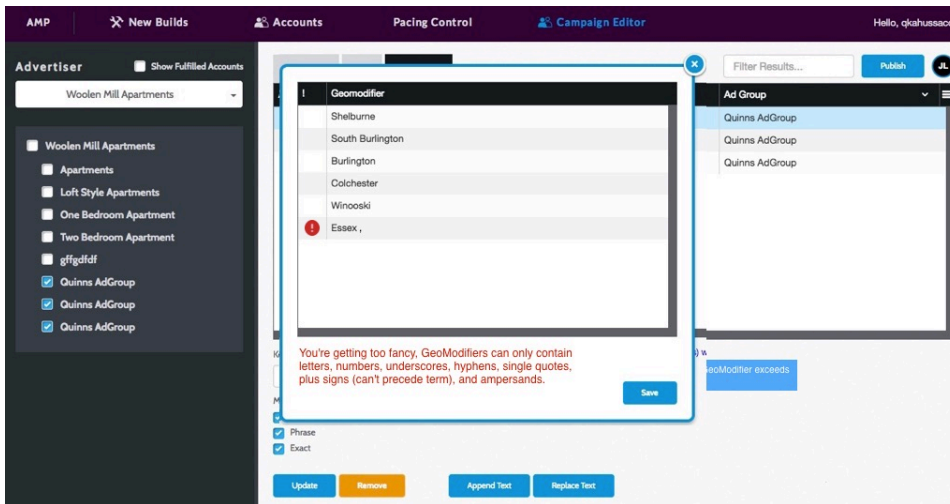 AMP New Builds Accounts Pacing Control Campaign Editor Hello, qkahussaco
Advertiser Show Fulfilled Accounts
Woolen Mill Apartments
Woolen Mill Apartments
Apartments
Loft Style Apartments
One Bedroom Apartment
Two Bedroom Apartment
gffgdfdf
Quinns AdGroup
Quinns AdGroup
Quinns AdGroup
Filter Results... Publish JL
! Geomodifier
Shelburne
South Burlington
Burlington
Colchester
Winooski
! Essex ,
You're getting too fancy, GeoModifiers can only contain
letters, numbers, underscores, hyphens, single quotes,
plus signs (can't precede term), and ampersands.
Save
Ad Group
Quinns AdGroup
Quinns AdGroup
Quinns AdGroup
GeoModifier exceeds
Phrase
Exact
Update Remove Append Text Replace Text